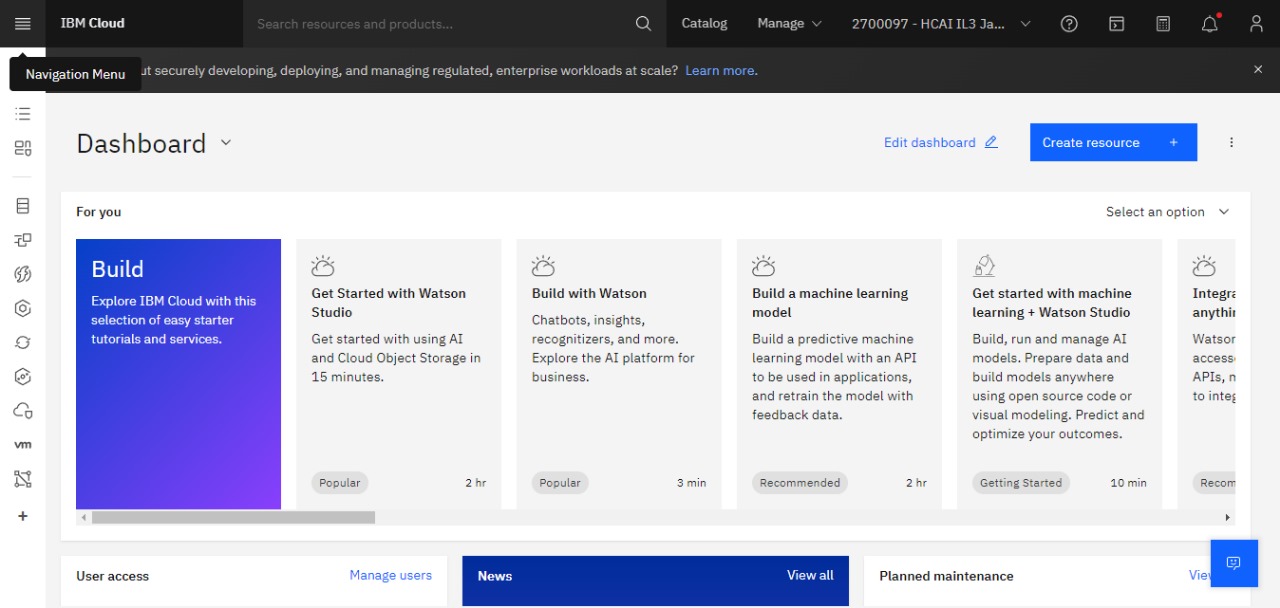 IBM Cloud
Search resources and products...
Catalog
Manage
2700097 - HCAI IL3 Ja...
Navigation Menu
ut securely developing, deploying, and managing regulated, enterprise workloads at scale? Learn more.
Dashboard
Edit dashboard
Create resource +
For you
Select an option
Build
Explore IBM Cloud with this
selection of easy starter
tutorials and services.
Get Started with Watson
Studio
Get started with using AI
and Cloud Object Storage in
15 minutes.
Popular
2 hr
Build with Watson
Chatbots, insights,
recognitizers, and more.
Explore the AI platform for
business.
Popular
3 min
Build a machine learning
model
Build a predictive machine
learning model with an API
to be used in applications,
and retrain the model with
feedback data.
Recommended
2 hr
Get started with machine
learning + Watson Studio
Build, run and manage AI
models. Prepare data and
build models anywhere
using open source code or
visual modeling. Predict and
optimize your outcomes.
Getting Started
10 min
Integra
anythin
Watson
access
APIs, m
to integ
Recom
vm
User access
Manage users
News
View all
Planned maintenance
View